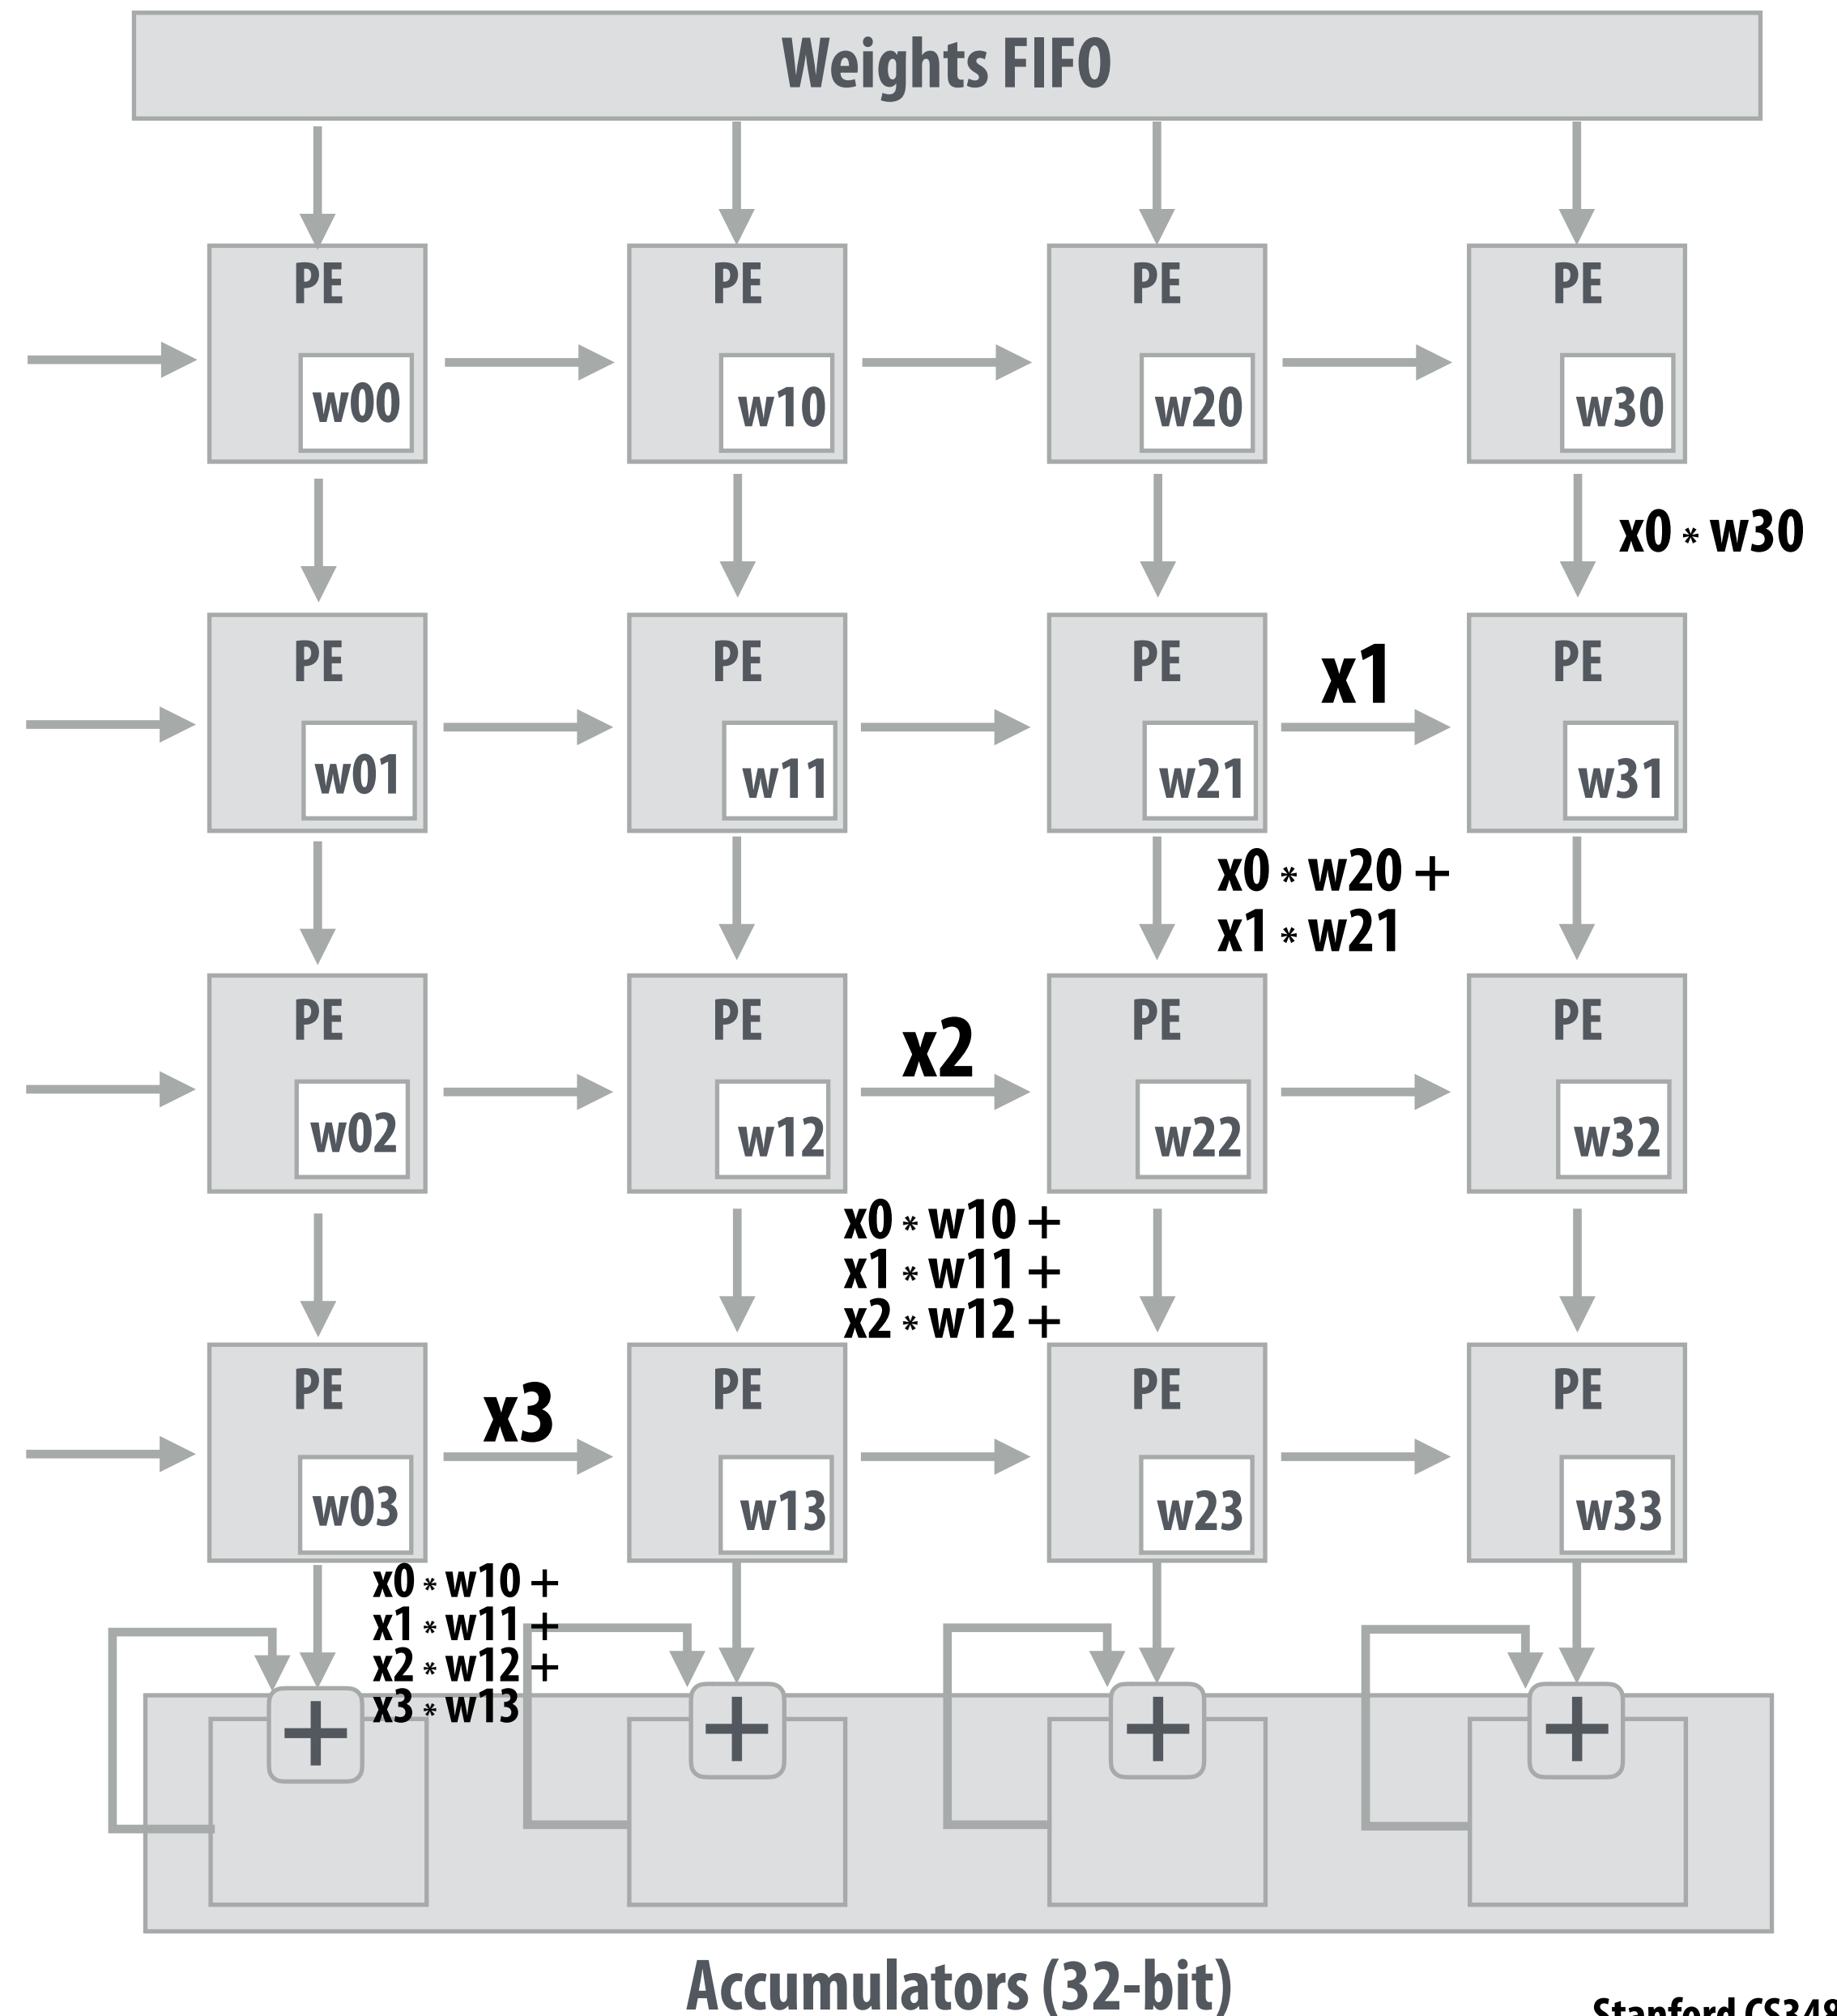 Weights FIFO
PE PE PE PE
w00 w10 w20 w30
x0 * w30
PE PE PE PE
x1
w01 w11 w21 w31
x0 * w20 +
x1 * w21
PE PE PE PE
x2
w02 w12 w22 w32
x0 * w10 +
x1 * w11 +
x2 * w12 +
PE PE PE PE
x3
w03 w13 w23 w33
x0 * w10 +
x1 * w11 +
x2 * w12 +
x3 * w13
+ + + +
Accumulators (32-bit)
Stanford